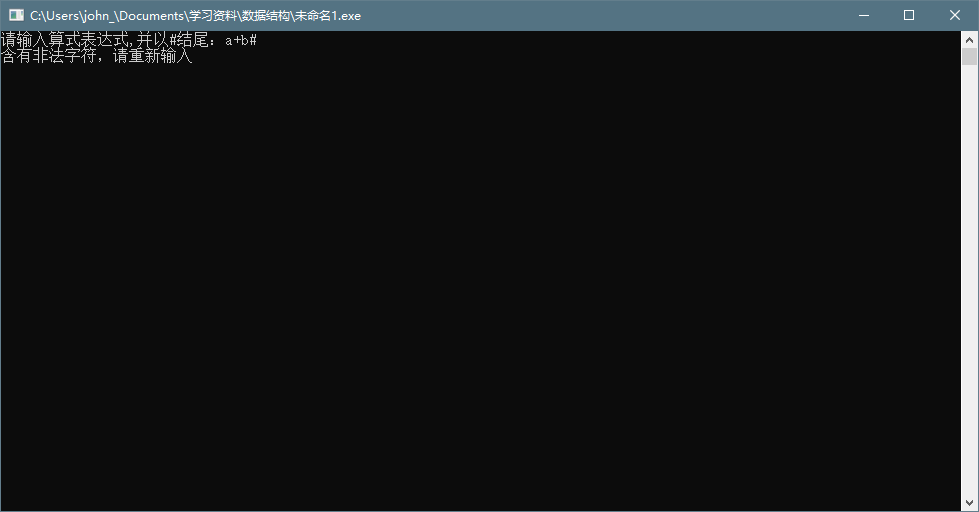 C:\Users\john_\Documents\学习资料\数据结构\未命名1.exe
请输入算式表达式,并以#结尾：a+b#
含有非法字符，请重新输入